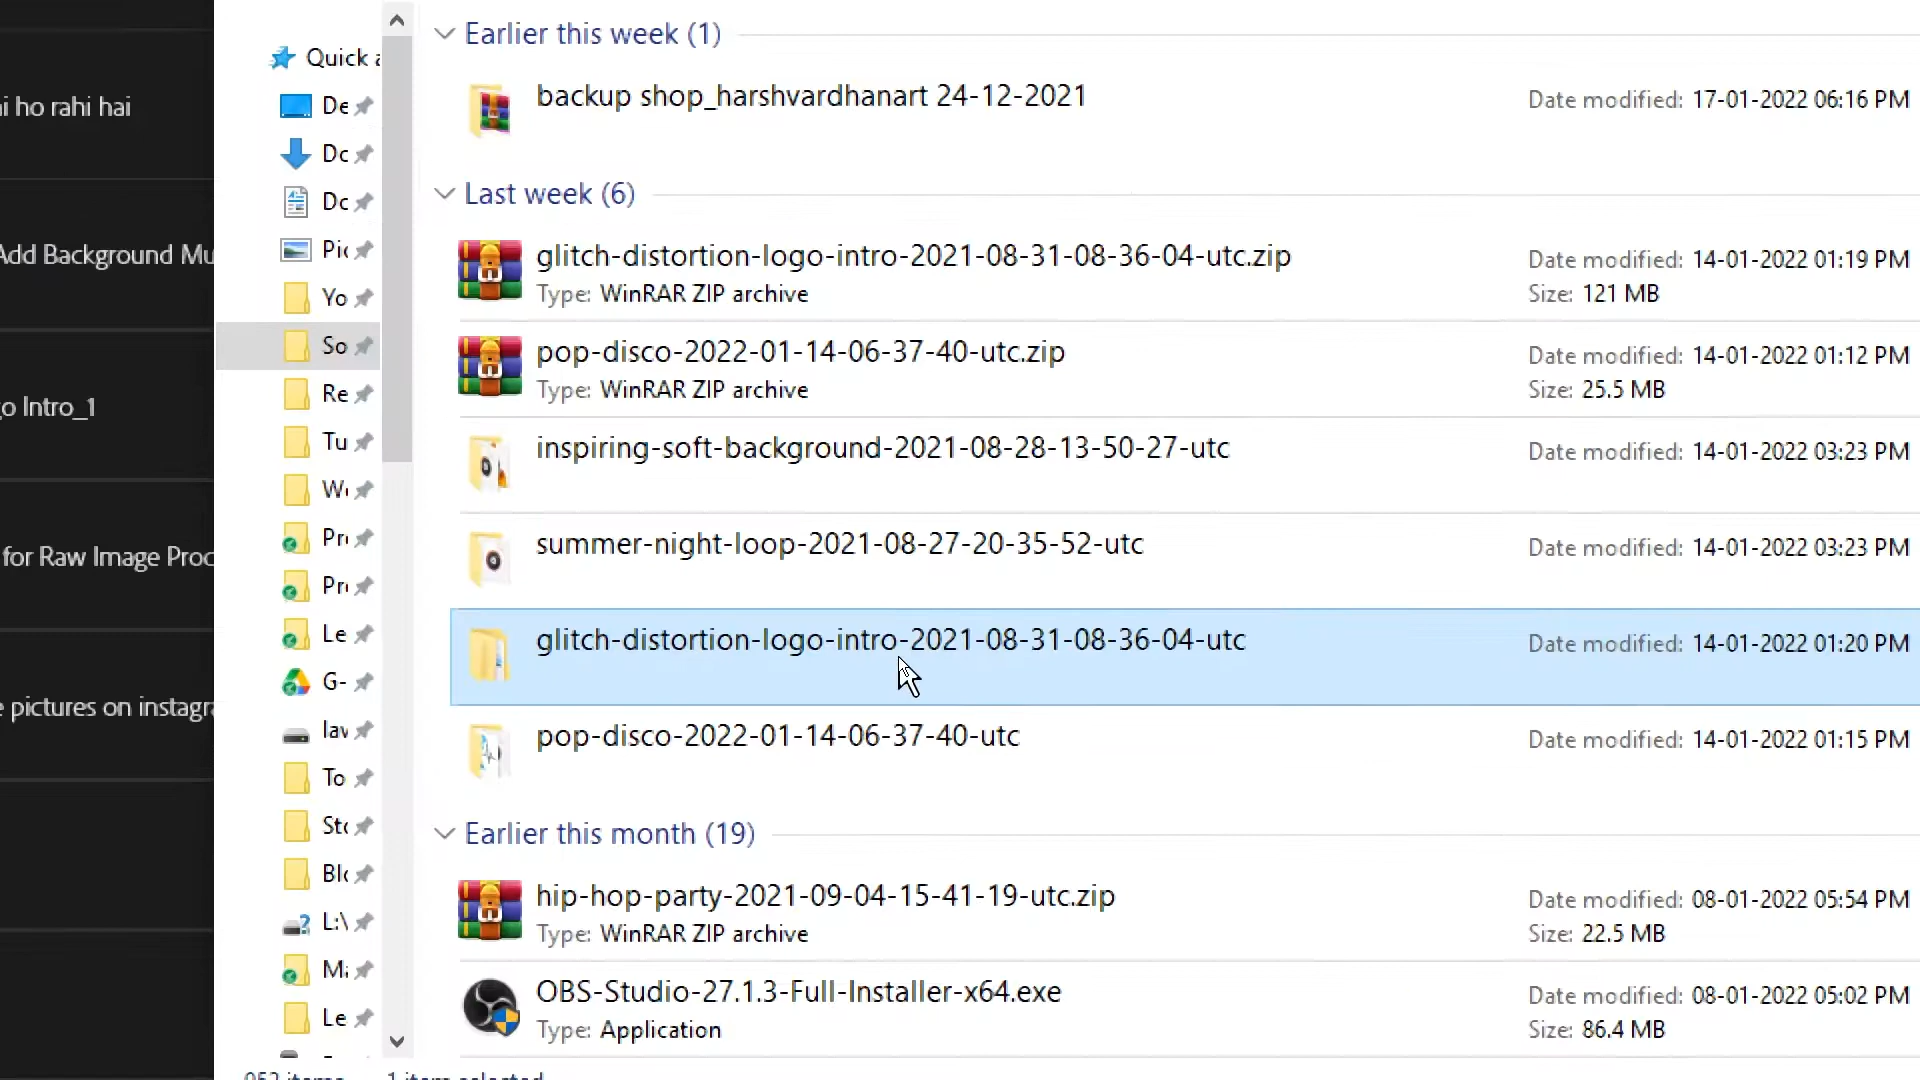 i ho rahi hai
Add Background Mu
go Intro_1
for Raw Image Proc
e pictures on instagra
Quick a
De
Dc
Dc
Pic
Yo
So
Re
Tu
We
Pr
Pr
Le
G-
lav
To
Sto
Blo
L:\
Ma
Le
Earlier this week (1)
backup shop_harshvardhanart 24-12-2021
Date modified: 17-01-2022 06:16 PM
Last week (6)
glitch-distortion-logo-intro-2021-08-31-08-36-04-utc.zip
Date modified: 14-01-2022 01:19 PM
Type: WinRAR ZIP archive
Size: 121 MB
pop-disco-2022-01-14-06-37-40-utc.zip
Date modified: 14-01-2022 01:12 PM
Type: WinRAR ZIP archive
Size: 25.5 MB
inspiring-soft-background-2021-08-28-13-50-27-utc
Date modified: 14-01-2022 03:23 PM
summer-night-loop-2021-08-27-20-35-52-utc
Date modified: 14-01-2022 03:23 PM
glitch-distortion-logo-intro-2021-08-31-08-36-04-utc
Date modified: 14-01-2022 01:20 PM
pop-disco-2022-01-14-06-37-40-utc
Date modified: 14-01-2022 01:15 PM
Earlier this month (19)
hip-hop-party-2021-09-04-15-41-19-utc.zip
Date modified: 08-01-2022 05:54 PM
Type: WinRAR ZIP archive
Size: 22.5 MB
OBS-Studio-27.1.3-Full-Installer-x64.exe
Date modified: 08-01-2022 05:02 PM
Type: Application
Size: 86.4 MB
1 item selected